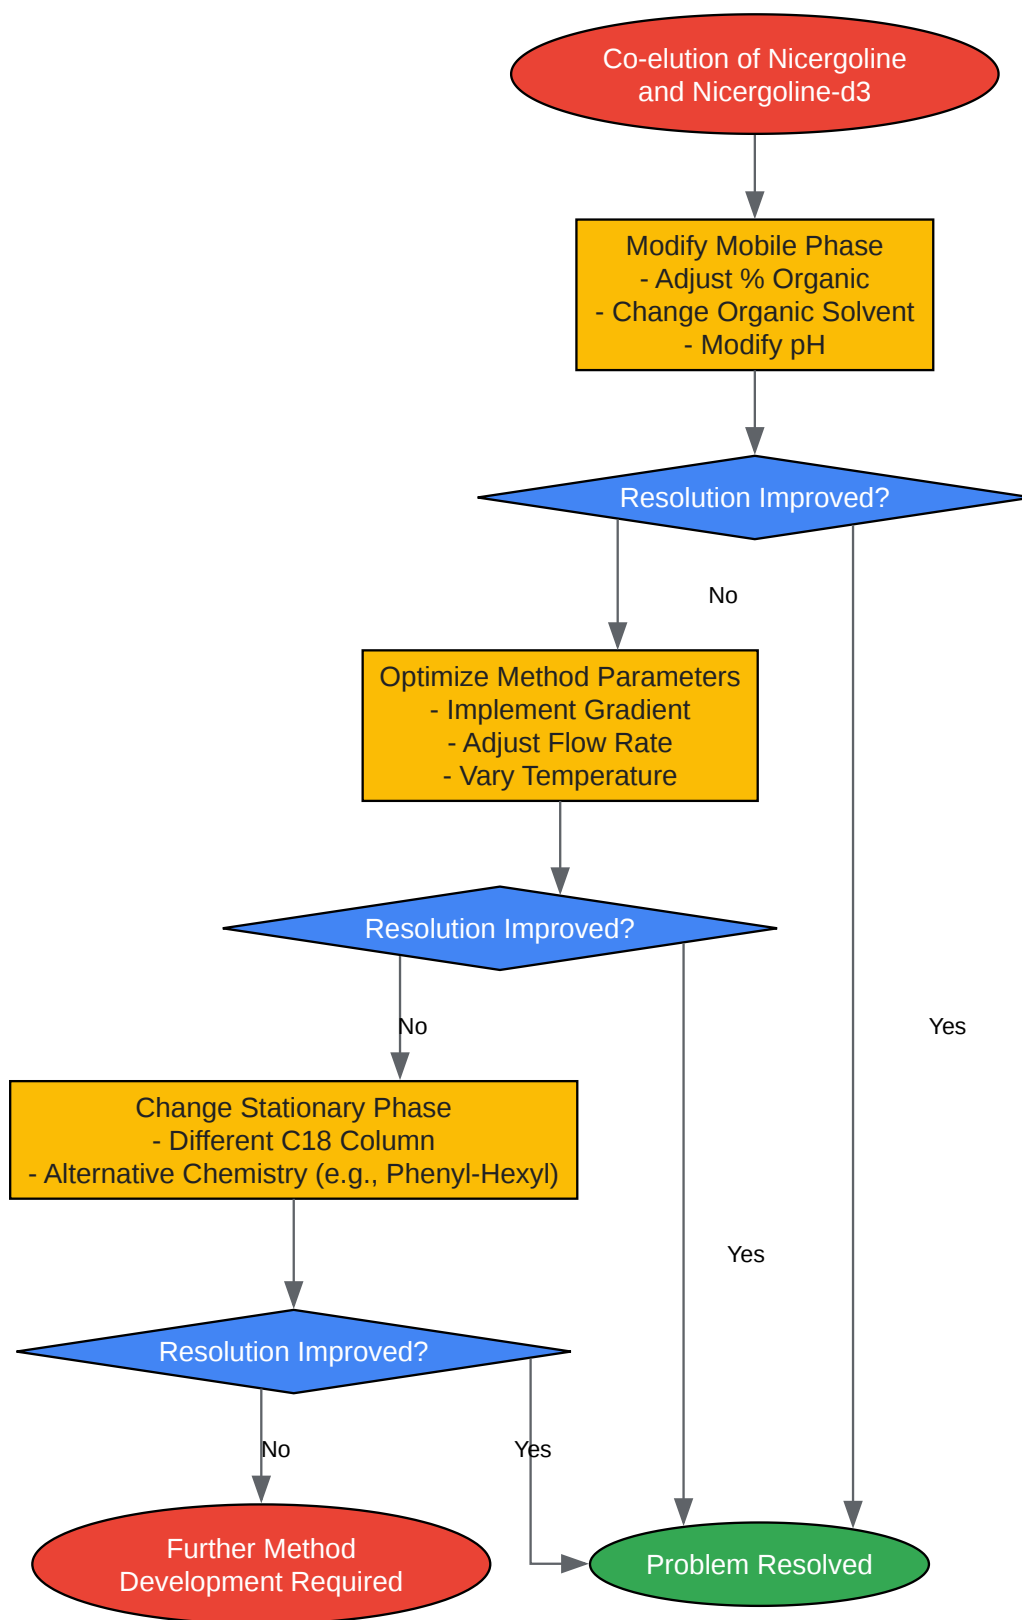 Co-elution of Nicergoline
and Nicergoline-d3
Modify Mobile Phase
- Adjust % Organic
- Change Organic Solvent
- Modify pH
Resolution Improved?
No
Optimize Method Parameters
- Implement Gradient
- Adjust Flow Rate
- Vary Temperature
Resolution Improved?
No
Yes
Change Stationary Phase
- Different C18 Column
- Alternative Chemistry (e.g., Phenyl-Hexyl)
Yes
Resolution Improved?
No
Yes
Further Method
Development Required
Problem Resolved